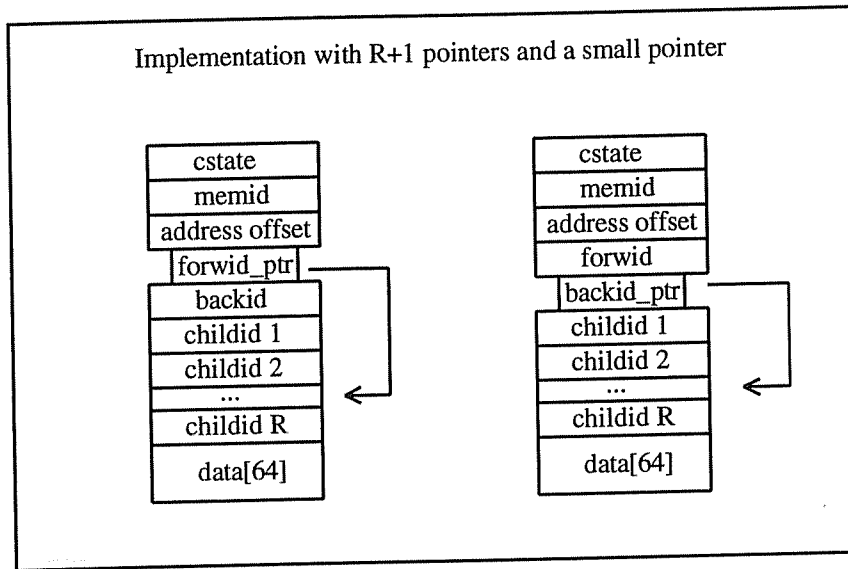 Implementation with R+1 pointers and a small pointer
cstate
memid
address offset
forwid_ptr
backid
childid 1
childid 2
...
childid R
data[64]
cstate
memid
address offset
forwid
backid_ptr
childid 1
childid 2
...
childid R
data[64]